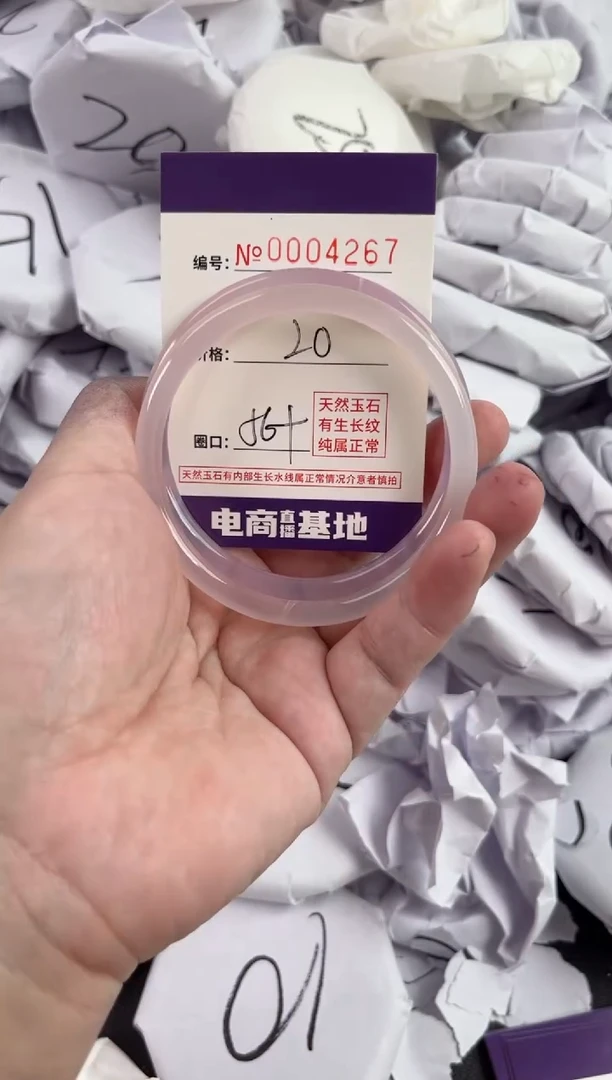 20
编号: №0004267
价格: 20
圈口: 56+
天然玉石
有生长纹
纯属正常
天然玉石有内部生长水线属正常情况介意者慎拍
电商直播基地